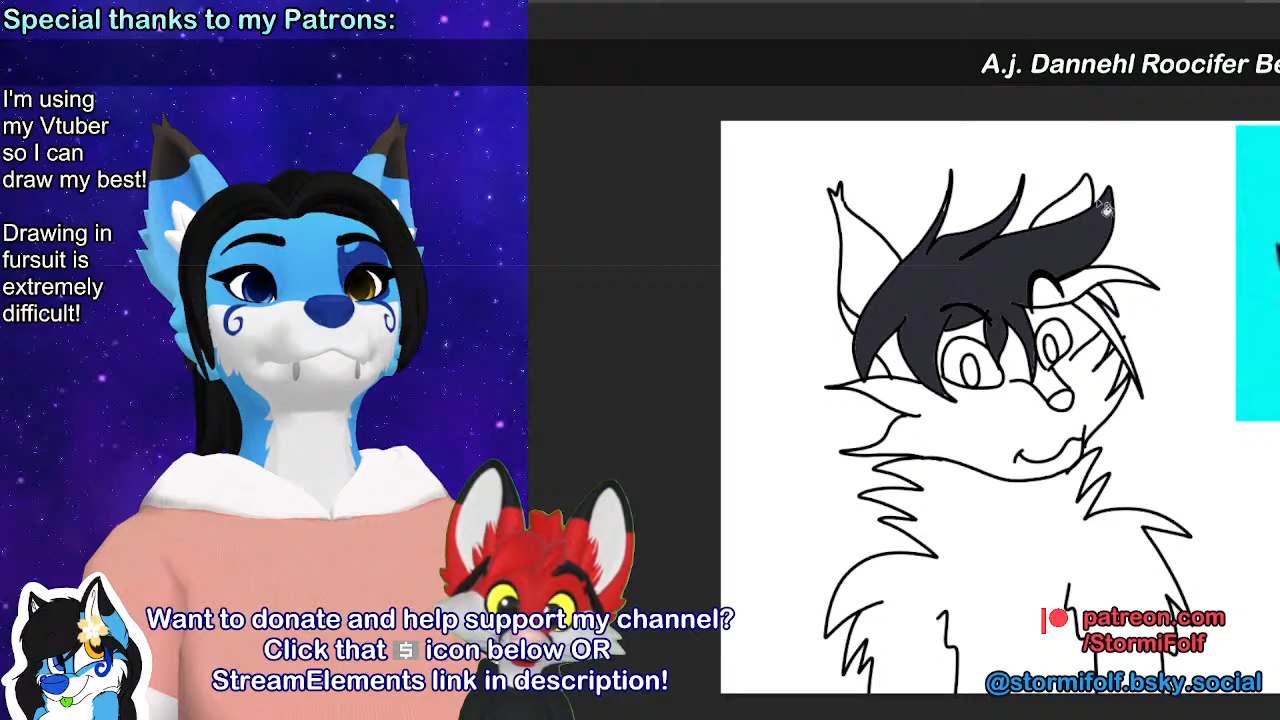 Special thanks to my Patrons:
A.j. Dannehl Roocifer Be
I'm using
my Vtuber
so I can
draw my best!
Drawing in
fursuit is
extremely
difficult!
Want to donate and help support my channel?
Click that $ icon below OR
StreamElements link in description!
patreon.com
/StormiFolf
@stormifolf.bsky.social